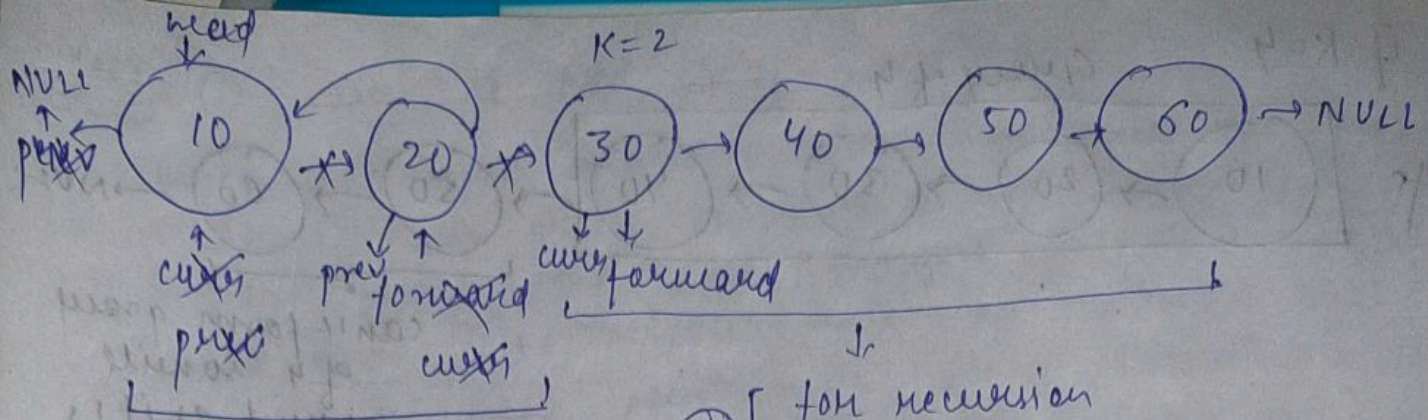 head
K=2
NULL
prev
10
20
30
40
50
60
NULL
curr
prev
forward
curr
forward
prev
curr
for recursion